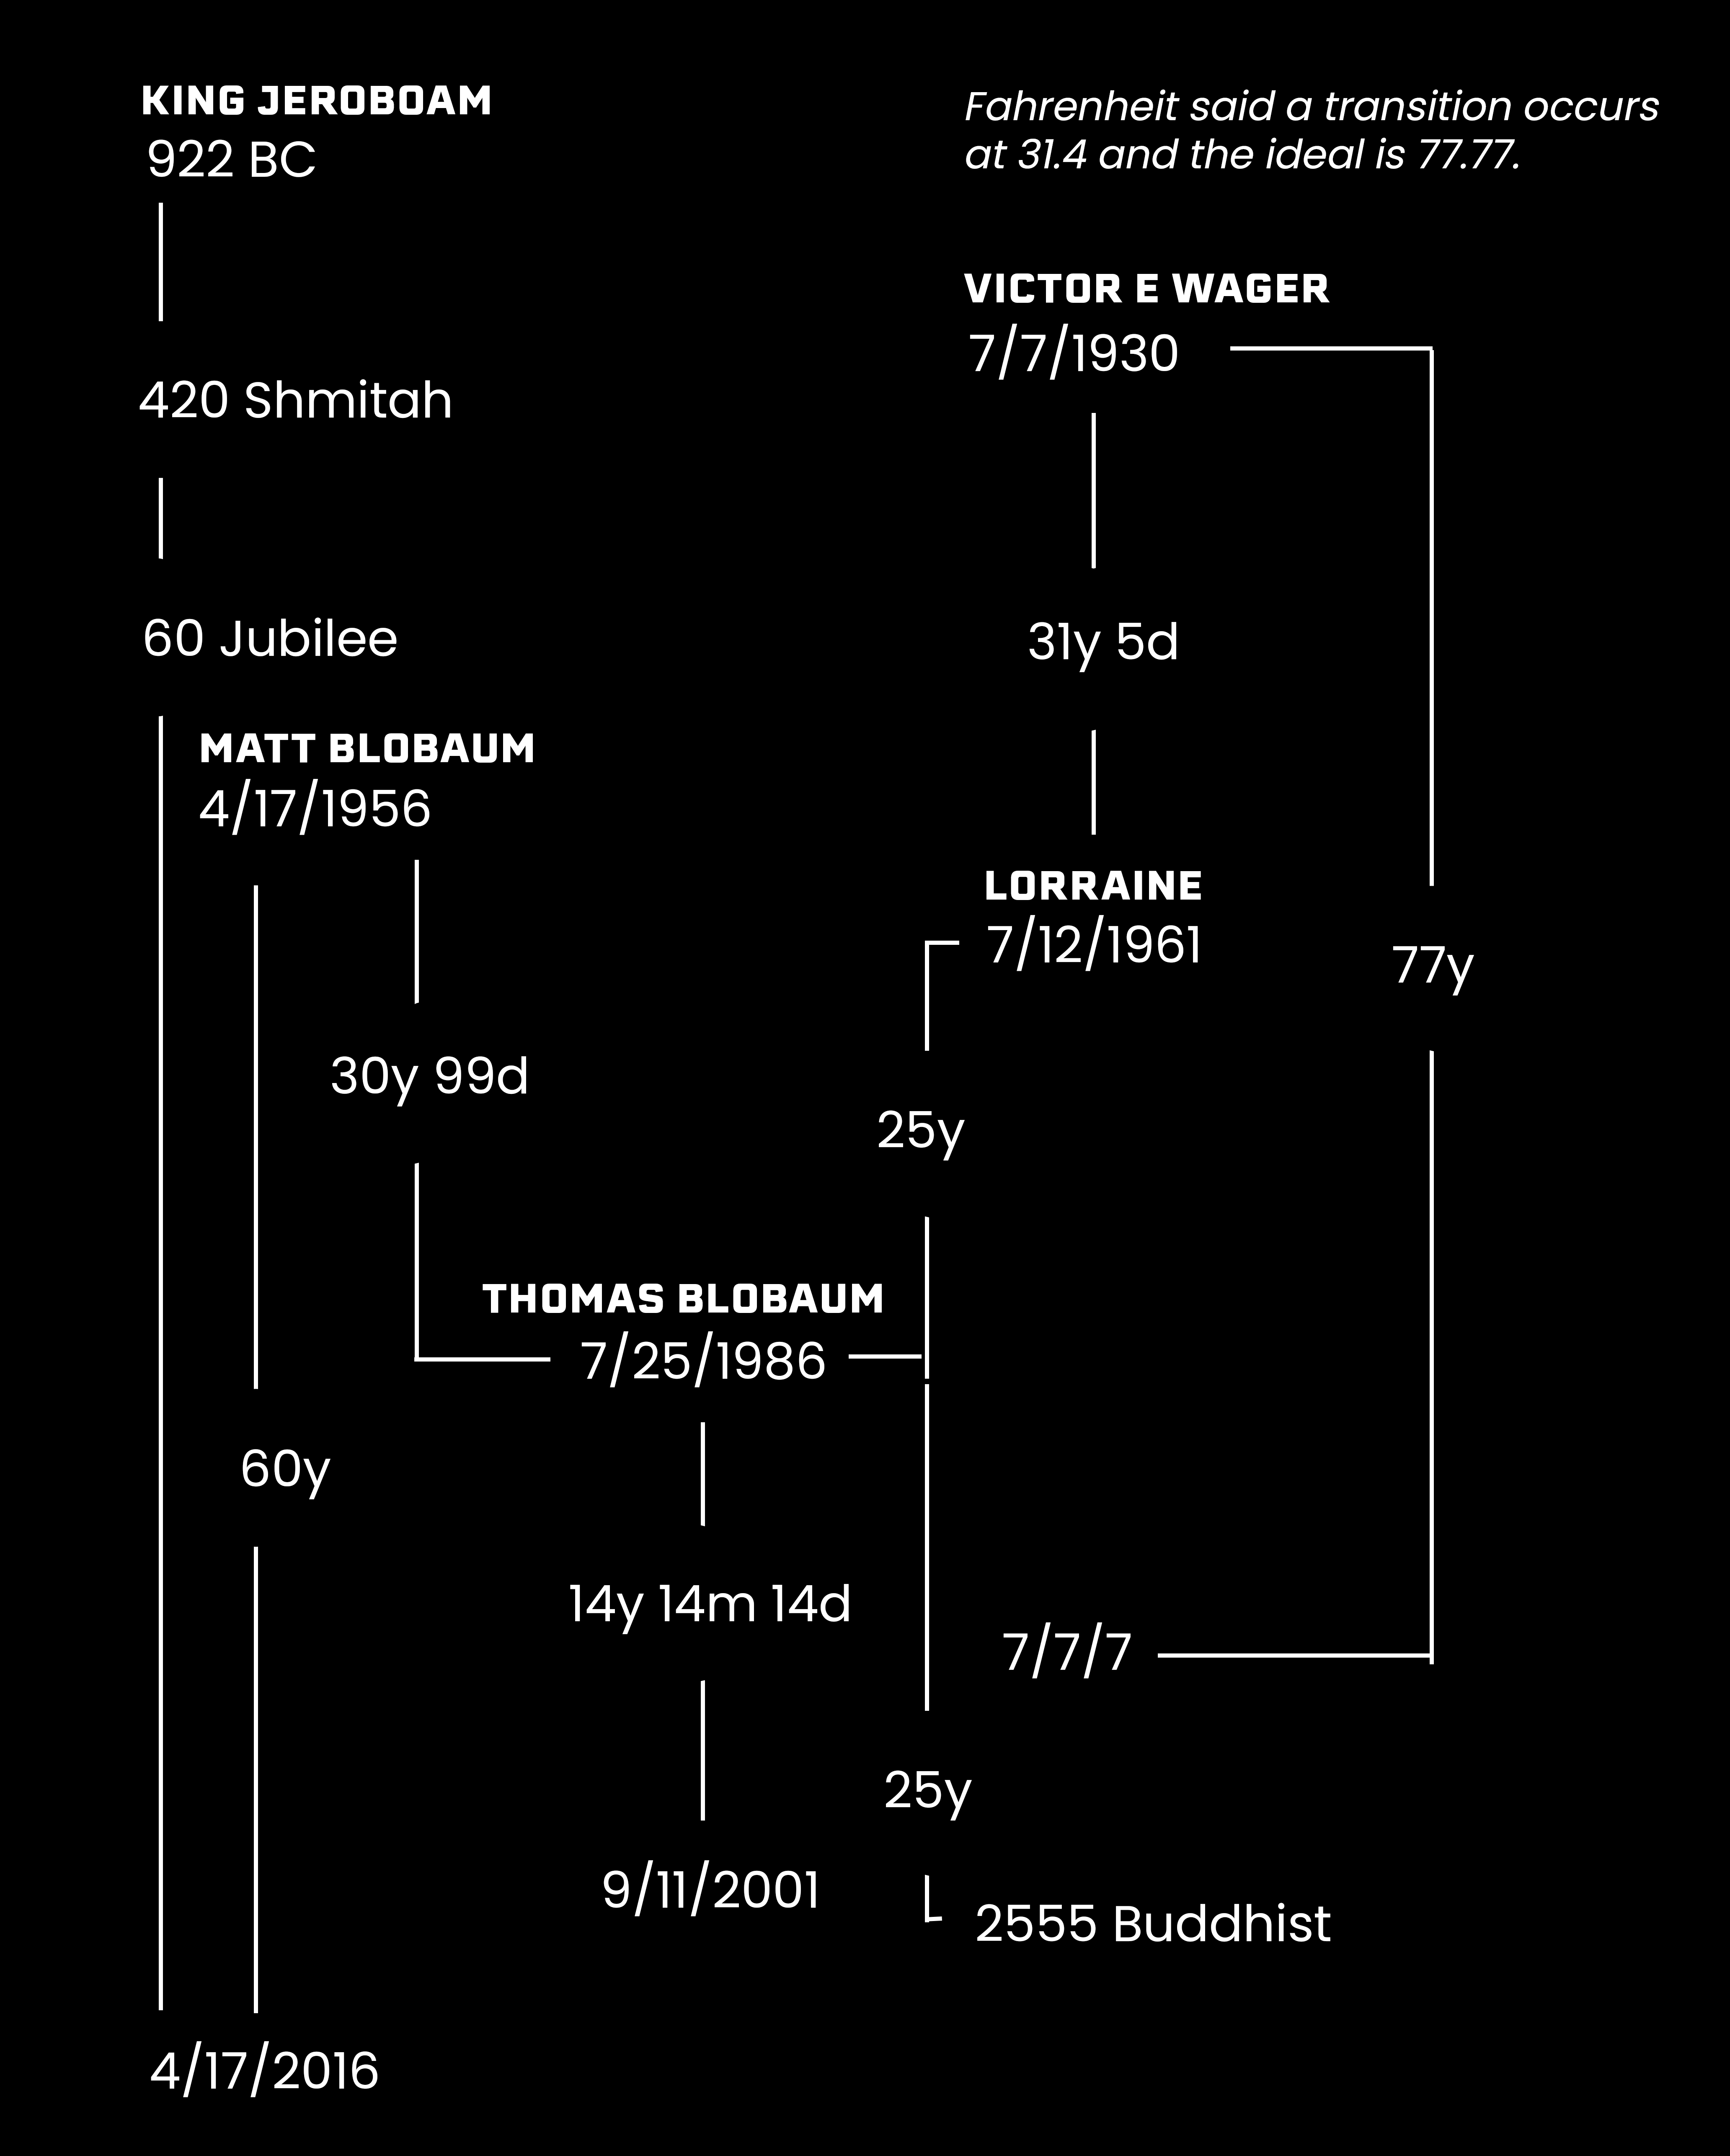 KING JEROBOAM
922 BC
420 Shmitah
60 Jubilee
MATT BLOBAUM
4/17/1956
30y 99d
60y
4/17/2016
Fahrenheit said a transition occurs
at 31.4 and the ideal is 77.77.
VICTOR E WAGER
7/7/1930
31y 5d
LORRAINE
7/12/1961
77y
25y
THOMAS BLOBAUM
7/25/1986
14y 14m 14d
9/11/2001
7/7/7
25y
2555 Buddhist